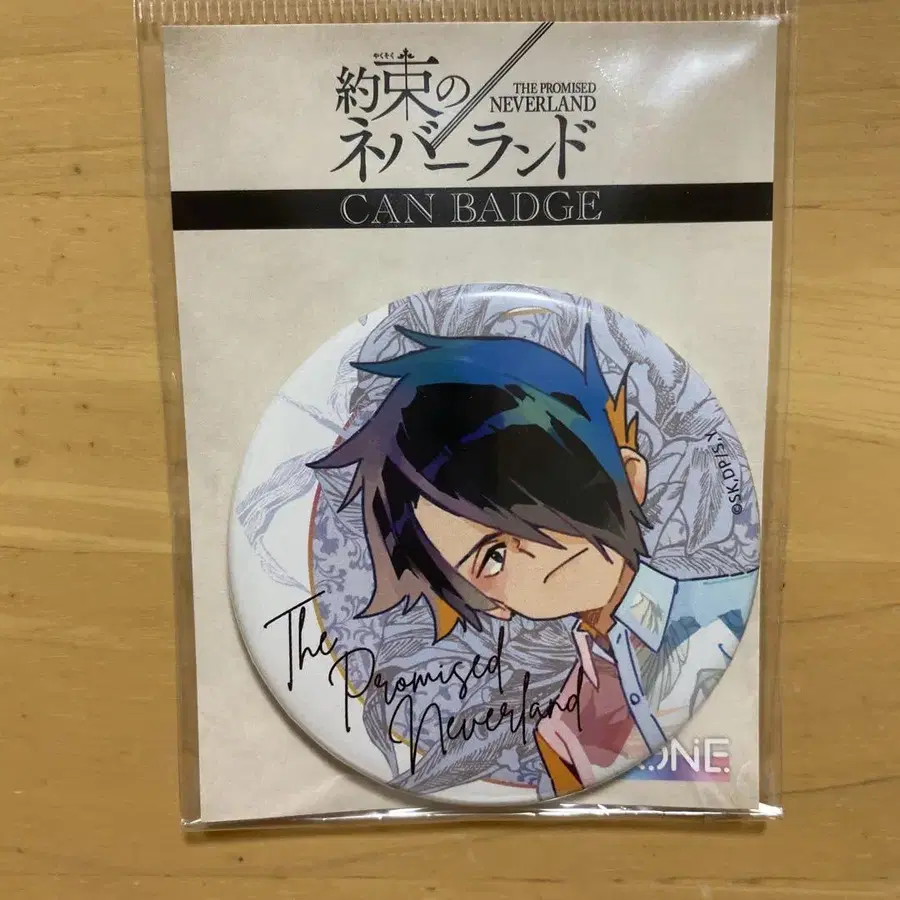 やくそく
約束の
THE PROMISED
NEVERLAND
ネバーランド
CAN BADGE
©SK,DP/S,Y
The
Promised
Neverland